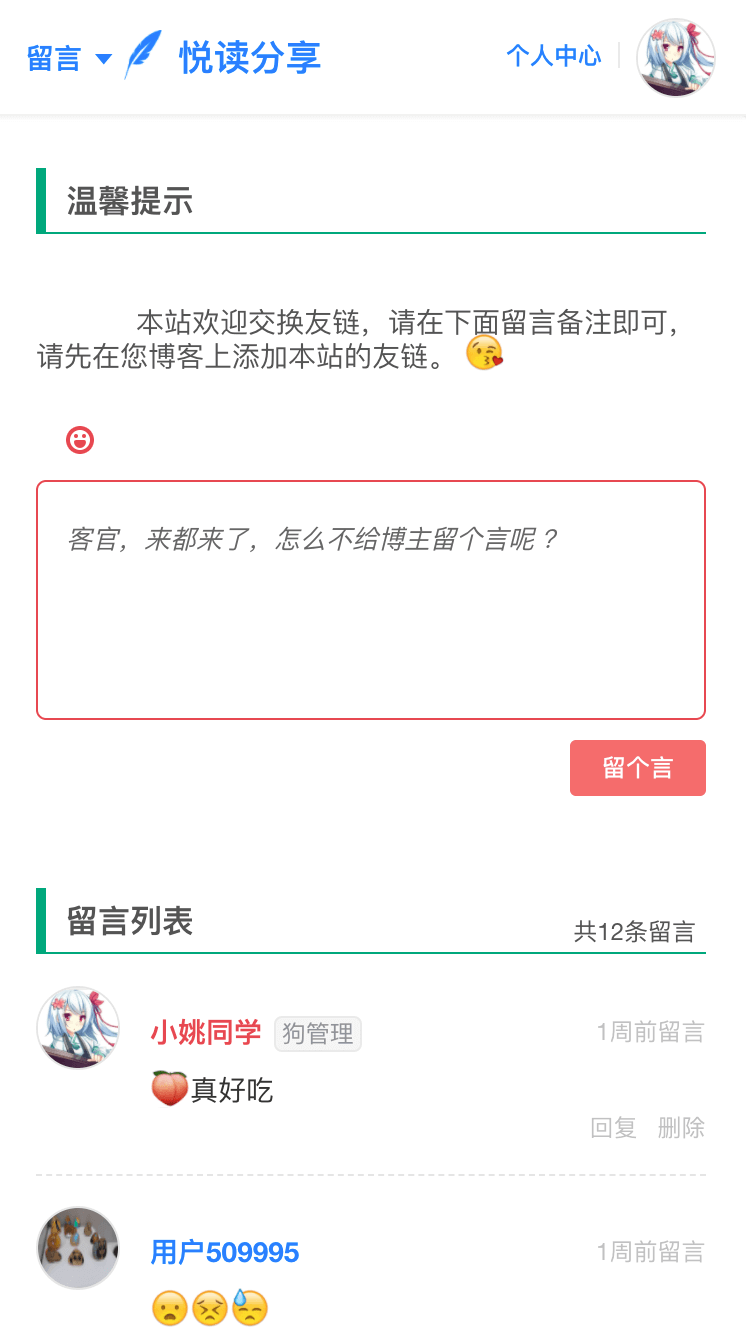 留言 悦读分享 个人中心
温馨提示
本站欢迎交换友链，请在下面留言备注即可，
请先在您博客上添加本站的友链。😘
客官，来都来了，怎么不给博主留个言呢？
留个言
留言列表 共12条留言
小姚同学 狗管理 1周前留言
🍑真好吃
回复 删除
用户509995 1周前留言
😦😣😓